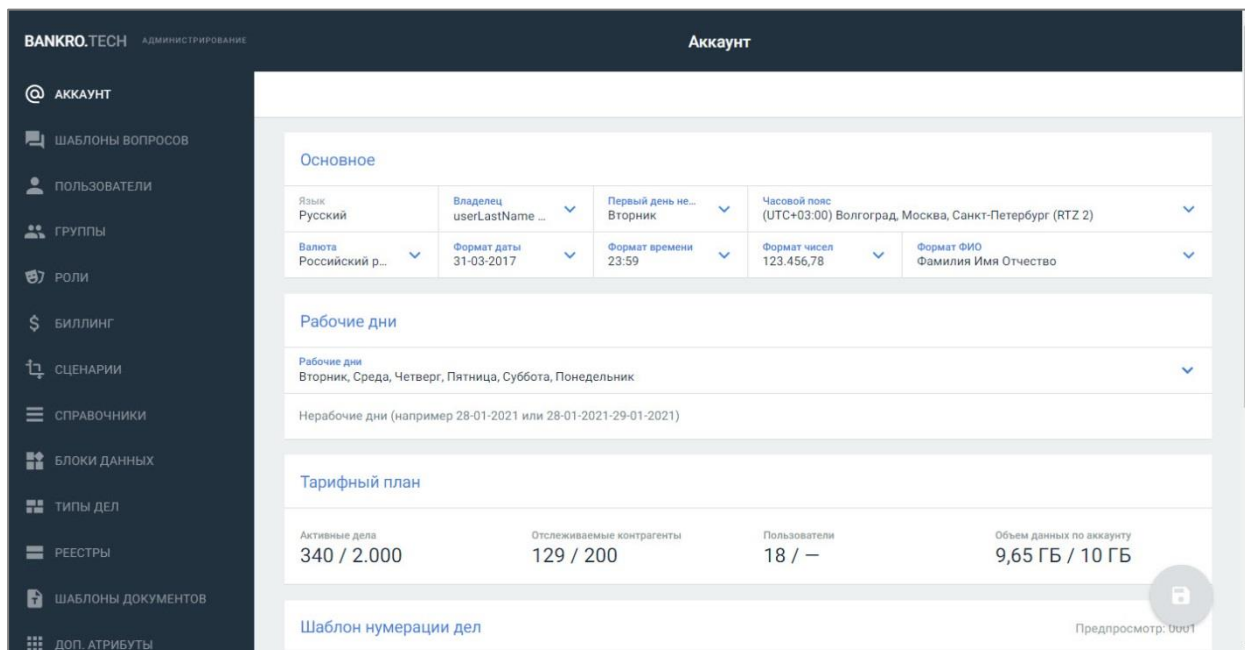 BANKRO.TECH АДМИНИСТРИРОВАНИЕ
Аккаунт
АККАУНТ
ШАБЛОНЫ ВОПРОСОВ
ПОЛЬЗОВАТЕЛИ
ГРУППЫ
РОЛИ
БИЛЛИНГ
СЦЕНАРИИ
СПРАВОЧНИКИ
БЛОКИ ДАННЫХ
ТИПЫ ДЕЛ
РЕЕСТРЫ
ШАБЛОНЫ ДОКУМЕНТОВ
ДОП. АТРИБУТЫ
Основное
Язык Владелец Первый день не... Часовой пояс
Русский userLastName ... Вторник (UTC+03:00) Волгоград, Москва, Санкт-Петербург (RTZ 2)
Валюта Формат даты Формат времени Формат чисел Формат ФИО
Российский р... 31-03-2017 23:59 123.456,78 Фамилия Имя Отчество
Рабочие дни
Рабочие дни
Вторник, Среда, Четверг, Пятница, Суббота, Понедельник
Нерабочие дни (например 28-01-2021 или 28-01-2021-29-01-2021)
Тарифный план
Активные дела Отслеживаемые контрагенты Пользователи Объем данных по аккаунту
340 / 2.000 129 / 200 18 / — 9,65 ГБ / 10 ГБ
Шаблон нумерации дел Предпросмотр: 0001